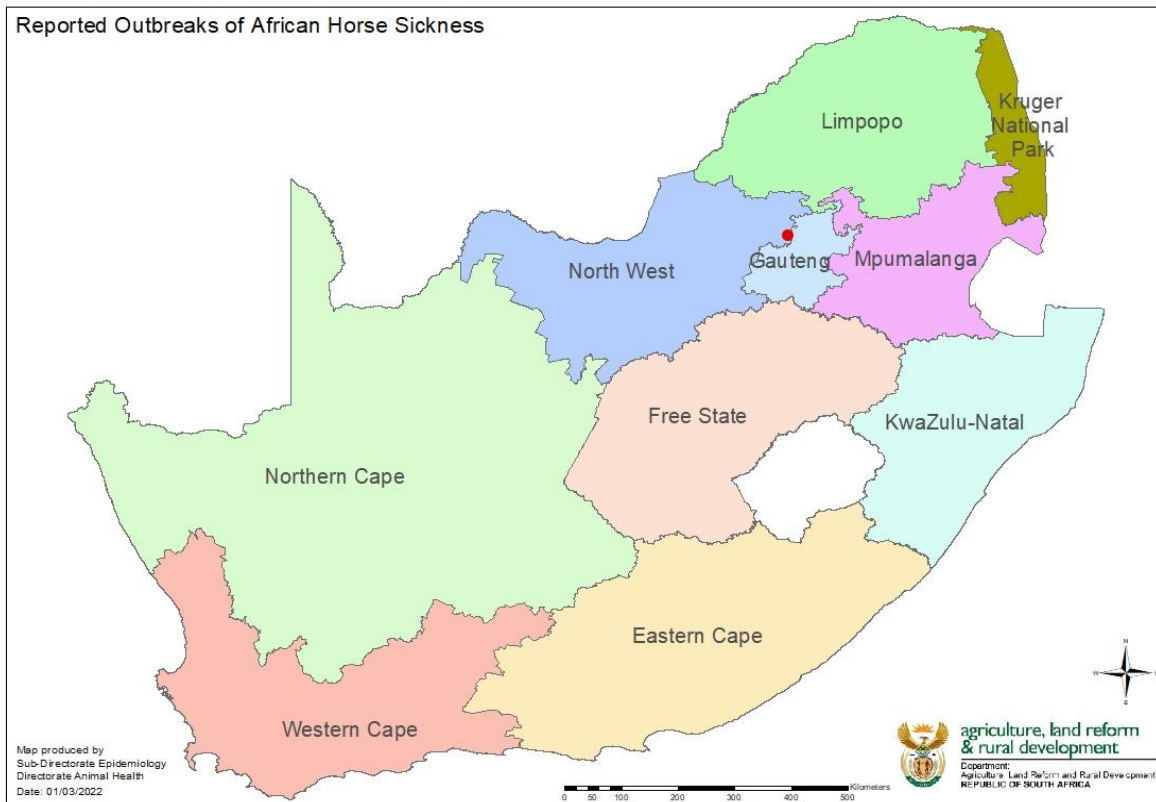 Reported Outbreaks of African Horse Sickness
Limpopo
Kruger
National
Park
North West
Gauteng
Mpumalanga
Free State
KwaZulu-Natal
Northern Cape
Eastern Cape
Western Cape
N
W
S
Map produced by
Sub-Directorate Epidemiology
Directorate Animal Health
Date: 01/03/2022
Kilometers
0 50 100 200 300 400 500
agriculture, land reform
& rural development
Department:
Agriculture, Land Reform and Rural Development
REPUBLIC OF SOUTH AFRICA